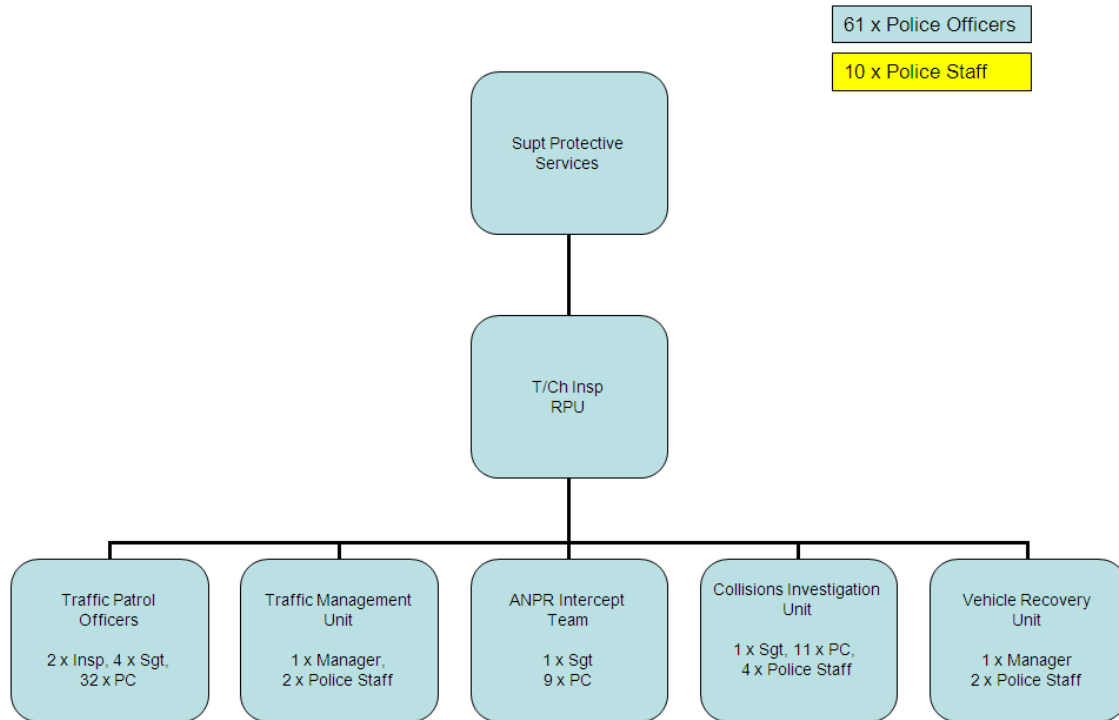 61 x Police Officers
10 x Police Staff
Supt Protective
Services
T/Ch Insp
RPU
Traffic Patrol
Officers
2 x Insp, 4 x Sgt,
32 x PC
Traffic Management
Unit
1 x Manager,
2 x Police Staff
ANPR Intercept
Team
1 x Sgt
9 x PC
Collisions Investigation
Unit
1 x Sgt, 11 x PC,
4 x Police Staff
Vehicle Recovery
Unit
1 x Manager
2 x Police Staff